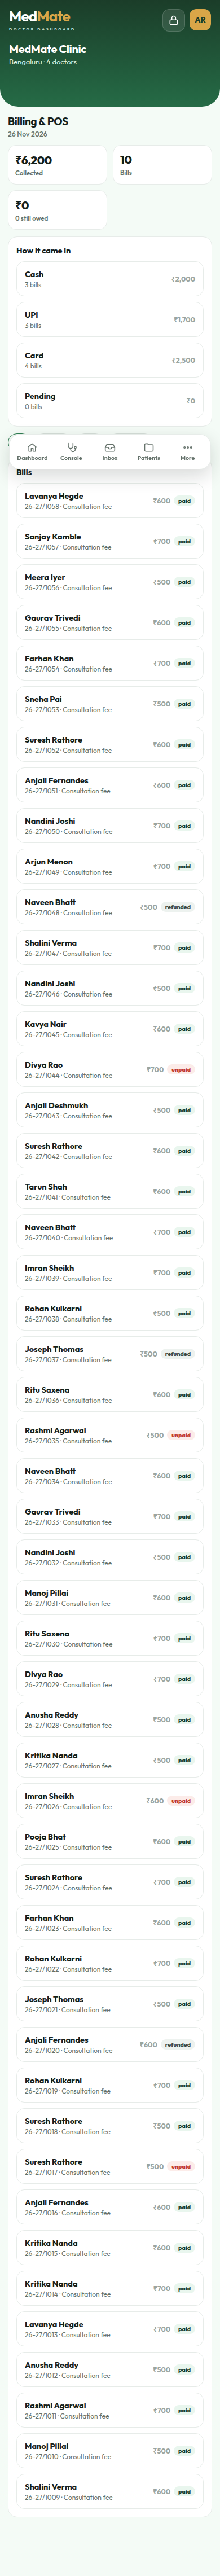 MedMate
DOCTOR DASHBOARD
AR
MedMate Clinic
Bengaluru · 4 doctors
Billing & POS
26 Nov 2026
₹6,200
Collected
10
Bills
₹0
0 still owed
How it came in
Cash
3 bills
₹2,000
UPI
3 bills
₹1,700
Card
4 bills
₹2,500
Pending
0 bills
₹0
Dashboard
Console
Inbox
Patients
More
Bills
Lavanya Hegde
26-27/1058 · Consultation fee
₹600 paid
Sanjay Kamble
26-27/1057 · Consultation fee
₹700 paid
Meera Iyer
26-27/1056 · Consultation fee
₹500 paid
Gaurav Trivedi
26-27/1055 · Consultation fee
₹600 paid
Farhan Khan
26-27/1054 · Consultation fee
₹700 paid
Sneha Pai
26-27/1053 · Consultation fee
₹500 paid
Suresh Rathore
26-27/1052 · Consultation fee
₹600 paid
Anjali Fernandes
26-27/1051 · Consultation fee
₹600 paid
Nandini Joshi
26-27/1050 · Consultation fee
₹700 paid
Arjun Menon
26-27/1049 · Consultation fee
₹700 paid
Naveen Bhatt
26-27/1048 · Consultation fee
₹500 refunded
Shalini Verma
26-27/1047 · Consultation fee
₹700 paid
Nandini Joshi
26-27/1046 · Consultation fee
₹500 paid
Kavya Nair
26-27/1045 · Consultation fee
₹600 paid
Divya Rao
26-27/1044 · Consultation fee
₹700 unpaid
Anjali Deshmukh
26-27/1043 · Consultation fee
₹500 paid
Suresh Rathore
26-27/1042 · Consultation fee
₹600 paid
Tarun Shah
26-27/1041 · Consultation fee
₹600 paid
Naveen Bhatt
26-27/1040 · Consultation fee
₹700 paid
Imran Sheikh
26-27/1039 · Consultation fee
₹700 paid
Rohan Kulkarni
26-27/1038 · Consultation fee
₹500 paid
Joseph Thomas
26-27/1037 · Consultation fee
₹500 refunded
Ritu Saxena
26-27/1036 · Consultation fee
₹600 paid
Rashmi Agarwal
26-27/1035 · Consultation fee
₹500 unpaid
Naveen Bhatt
26-27/1034 · Consultation fee
₹600 paid
Gaurav Trivedi
26-27/1033 · Consultation fee
₹700 paid
Nandini Joshi
26-27/1032 · Consultation fee
₹500 paid
Manoj Pillai
26-27/1031 · Consultation fee
₹600 paid
Ritu Saxena
26-27/1030 · Consultation fee
₹700 paid
Divya Rao
26-27/1029 · Consultation fee
₹700 paid
Anusha Reddy
26-27/1028 · Consultation fee
₹500 paid
Kritika Nanda
26-27/1027 · Consultation fee
₹500 paid
Imran Sheikh
26-27/1026 · Consultation fee
₹600 unpaid
Pooja Bhat
26-27/1025 · Consultation fee
₹600 paid
Suresh Rathore
26-27/1024 · Consultation fee
₹700 paid
Farhan Khan
26-27/1023 · Consultation fee
₹600 paid
Rohan Kulkarni
26-27/1022 · Consultation fee
₹700 paid
Joseph Thomas
26-27/1021 · Consultation fee
₹500 paid
Anjali Fernandes
26-27/1020 · Consultation fee
₹600 refunded
Rohan Kulkarni
26-27/1019 · Consultation fee
₹700 paid
Suresh Rathore
26-27/1018 · Consultation fee
₹500 paid
Suresh Rathore
26-27/1017 · Consultation fee
₹500 unpaid
Anjali Fernandes
26-27/1016 · Consultation fee
₹600 paid
Kritika Nanda
26-27/1015 · Consultation fee
₹600 paid
Kritika Nanda
26-27/1014 · Consultation fee
₹700 paid
Lavanya Hegde
26-27/1013 · Consultation fee
₹700 paid
Anusha Reddy
26-27/1012 · Consultation fee
₹500 paid
Rashmi Agarwal
26-27/1011 · Consultation fee
₹700 paid
Manoj Pillai
26-27/1010 · Consultation fee
₹500 paid
Shalini Verma
26-27/1009 · Consultation fee
₹600 paid